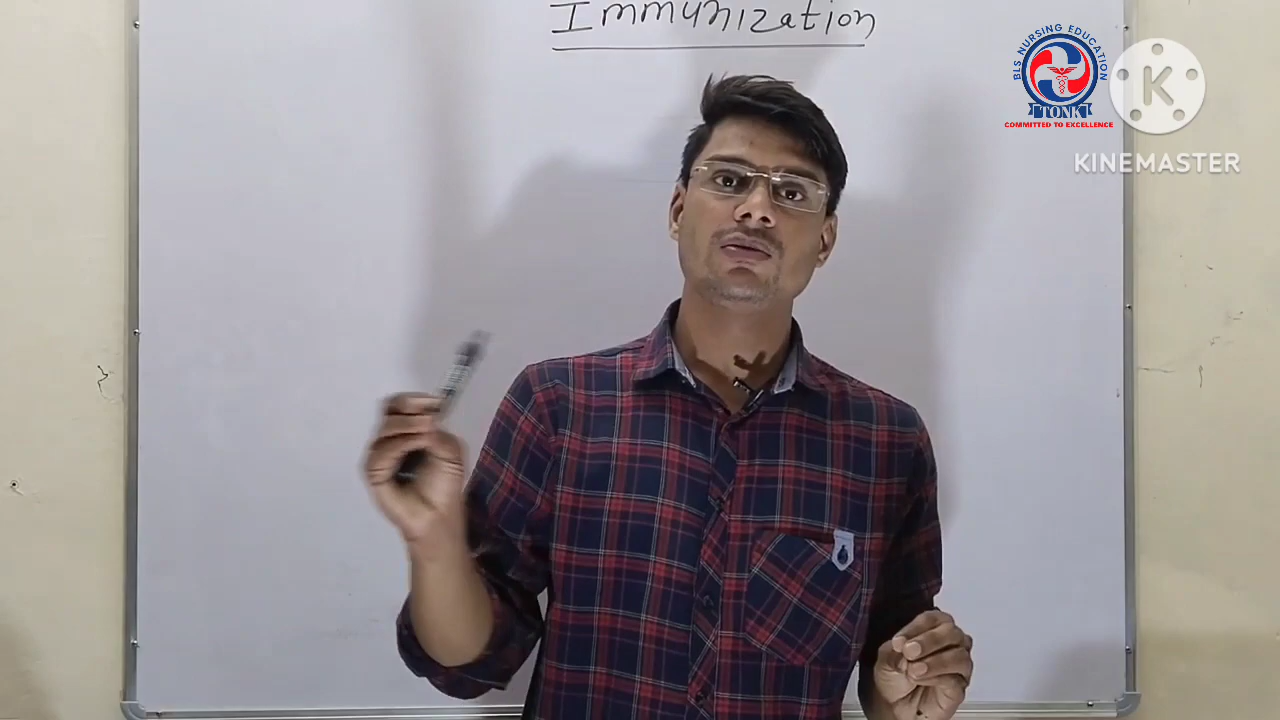 Immunization
BLS NURSING EDUCATION
TONK
COMMITTED TO EXCELLENCE
K
KINEMASTER